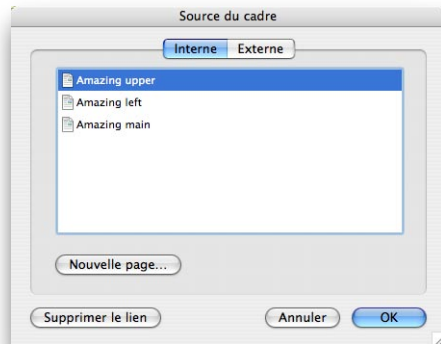 Source du cadre
Interne Externe
Amazing upper
Amazing left
Amazing main
Nouvelle page...
Supprimer le lien Annuler OK